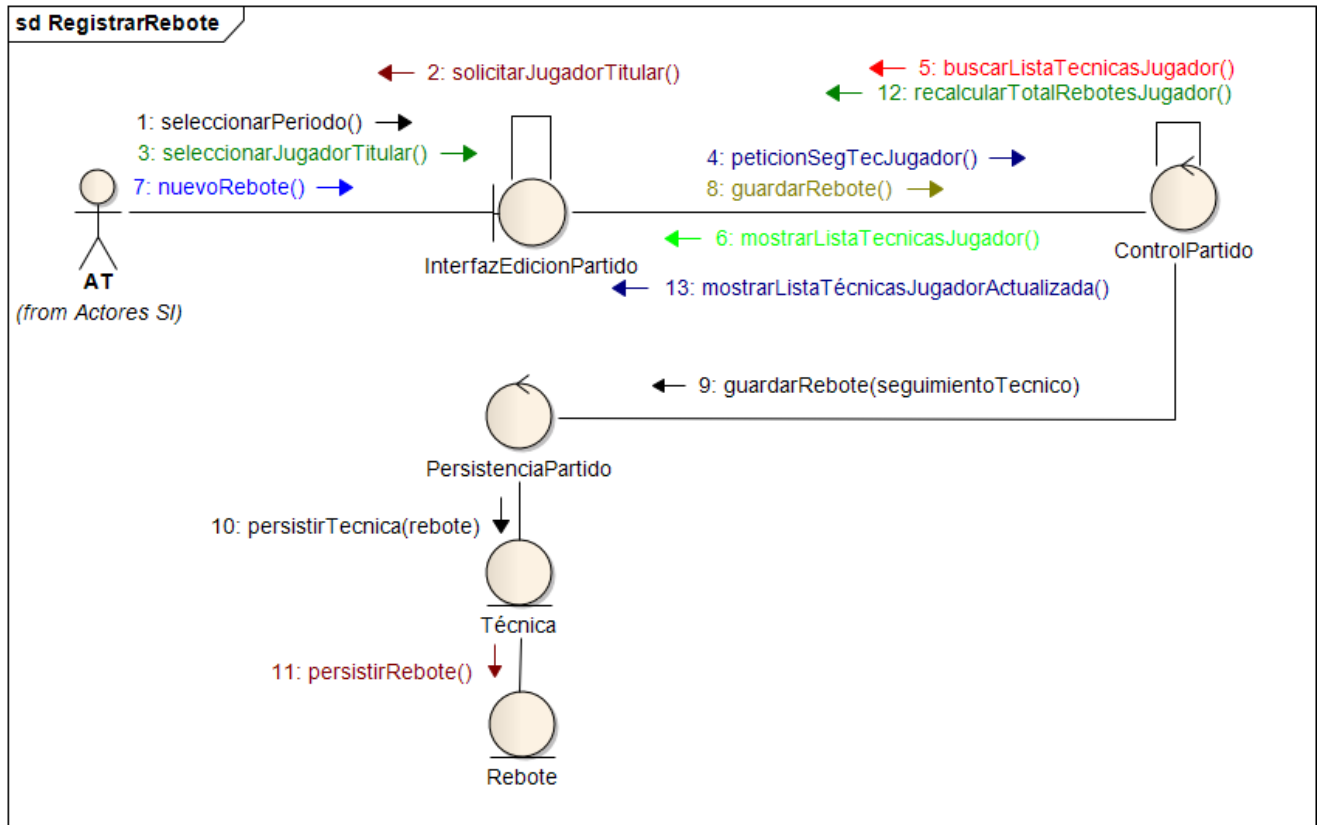 sd RegistrarRebote
2: solicitarJugadorTitular()
5: buscarListaTecnicasJugador()
12: recalcularTotalRebotesJugador()
1: seleccionarPeriodo()
3: seleccionarJugadorTitular()
7: nuevoRebote()
4: peticionSegTecJugador()
8: guardarRebote()
6: mostrarListaTecnicasJugador()
13: mostrarListaTécnicasJugadorActualizada()
AT
(from Actores SI)
InterfazEdicionPartido
ControlPartido
9: guardarRebote(seguimientoTecnico)
PersistenciaPartido
10: persistirTecnica(rebote)
Técnica
11: persistirRebote()
Rebote